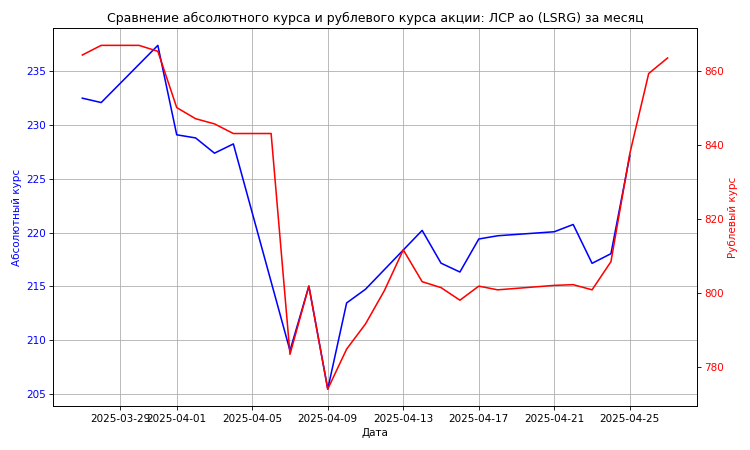 Сравнение абсолютного курса и рублевого курса акции: ЛСР ао (LSRG) за месяц
235
230
225
220
215
210
205
Абсолютный курс
860
840
820
800
780
Рублевый курс
2025-03-29 2025-04-01 2025-04-05 2025-04-09 2025-04-13 2025-04-17 2025-04-21 2025-04-25
Дата